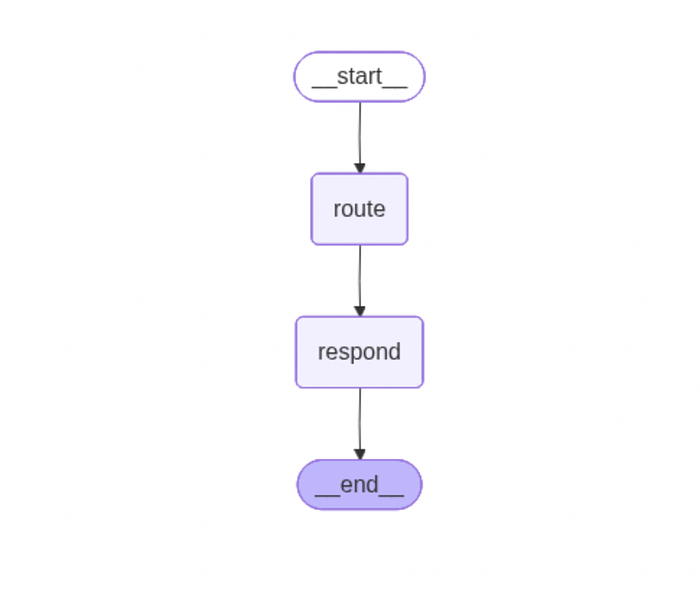 __start__
route
respond
__end__